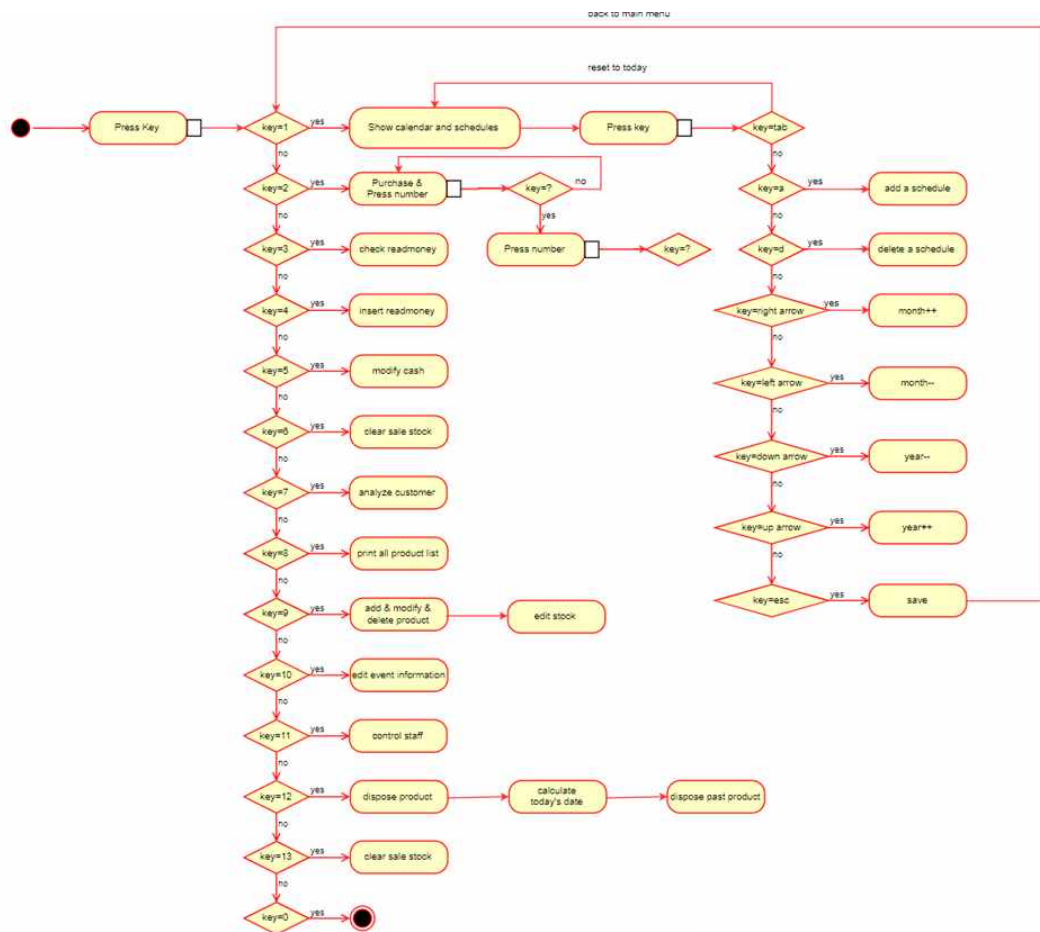 back to main menu
reset to today
Press Key
key=1
yes
Show calendar and schedules
Press key
key=tab
no
no
key=2
yes
Purchase &
Press number
key=?
no
key=a
yes
add a schedule
no
yes
no
key=3
yes
check readmoney
Press number
key=?
key=d
yes
delete a schedule
no
no
key=4
yes
insert readmoney
key=right arrow
yes
month++
no
no
key=5
yes
modify cash
key=left arrow
yes
month--
no
no
key=6
yes
clear sale stock
key=down arrow
yes
year--
no
no
key=7
yes
analyze customer
key=up arrow
yes
year++
no
no
key=8
yes
print all product list
key=esc
yes
save
no
key=9
yes
add & modify &
delete product
edit stock
no
key=10
yes
edit event information
no
key=11
yes
control staff
no
key=12
yes
dispose product
calculate
today's date
dispose past product
no
key=13
yes
clear sale stock
no
key=0
yes